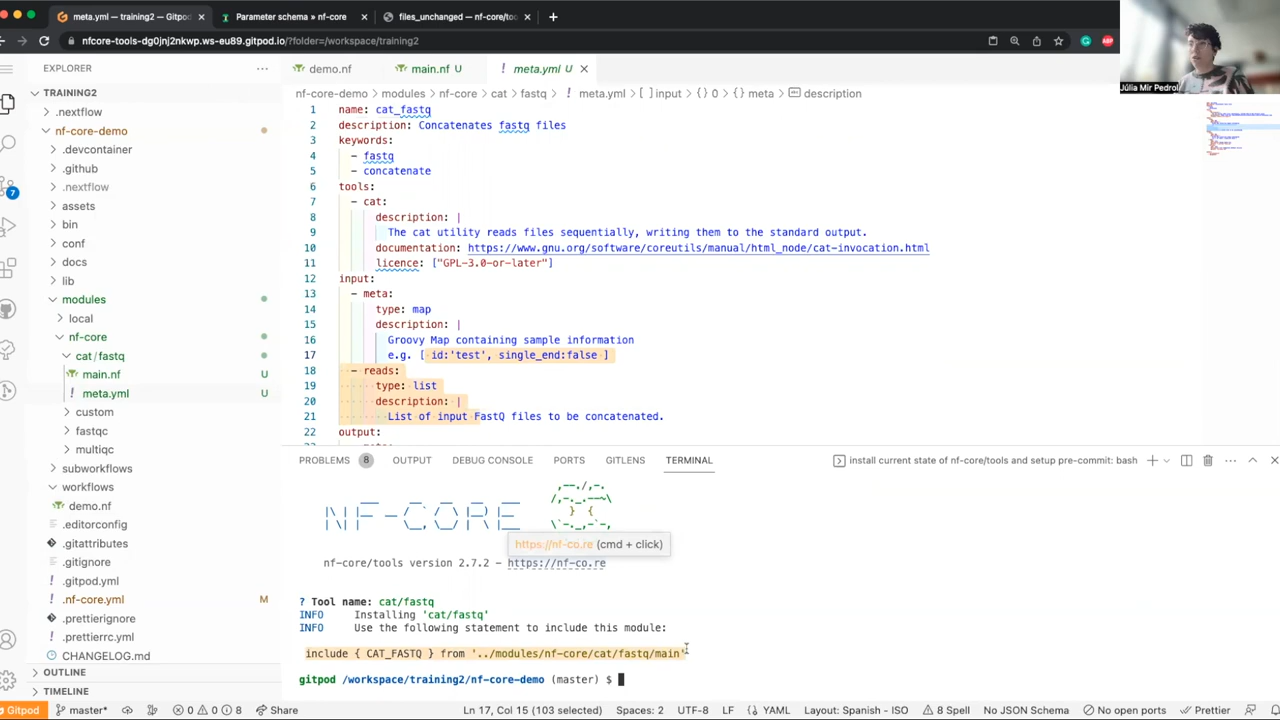 meta.yml — training2 — Gitpod
Parameter schema » nf-core
files_unchanged — nf-core/to…
nfcore-tools-dg0jnj2nkwp.ws-eu89.gitpod.io/?folder=/workspace/training2
Júlia Mir Pedrol
EXPLORER
TRAINING2
.nextflow
nf-core-demo
.devcontainer
.github
.nextflow
assets
bin
conf
docs
lib
modules
local
nf-core
cat/fastq
main.nf U
meta.yml U
custom
fastqc
multiqc
subworkflows
workflows
demo.nf
.editorconfig
.gitattributes
.gitignore
.gitpod.yml
.nf-core.yml M
.prettierignore
.prettierrc.yml
CHANGELOG.md
OUTLINE
TIMELINE
7
demo.nf main.nf U meta.yml U
nf-core-demo > modules > nf-core > cat > fastq > meta.yml > [ ] input > {} 0 > {} meta > description
1 name: cat_fastq
2 description: Concatenates fastq files
3 keywords:
4 - fastq
5 - concatenate
6 tools:
7 - cat:
8 description: |
9 The cat utility reads files sequentially, writing them to the standard output.
10 documentation: https://www.gnu.org/software/coreutils/manual/html_node/cat-invocation.html
11 licence: ["GPL-3.0-or-later"]
12 input:
13 - meta:
14 type: map
15 description: |
16 Groovy Map containing sample information
17 e.g. [ id:'test', single_end:false ]
18 - reads:
19 type: list
20 description: |
21 List of input FastQ files to be concatenated.
22 output:
PROBLEMS 8 OUTPUT DEBUG CONSOLE PORTS GITLENS TERMINAL
install current state of nf-core/tools and setup pre-commit: bash
NF-CORE
https://nf-co.re (cmd + click)
nf-core/tools version 2.7.2 - https://nf-co.re
? Tool name: cat/fastq
INFO Installing 'cat/fastq'
INFO Use the following statement to include this module:
include { CAT_FASTQ } from '../modules/nf-core/cat/fastq/main'
gitpod /workspace/training2/nf-core-demo (master) $
Gitpod master* 0 0 8 Share Ln 17, Col 15 (103 selected) Spaces: 2 UTF-8 LF YAML Layout: Spanish - ISO 8 Spell No JSON Schema No open ports Prettier